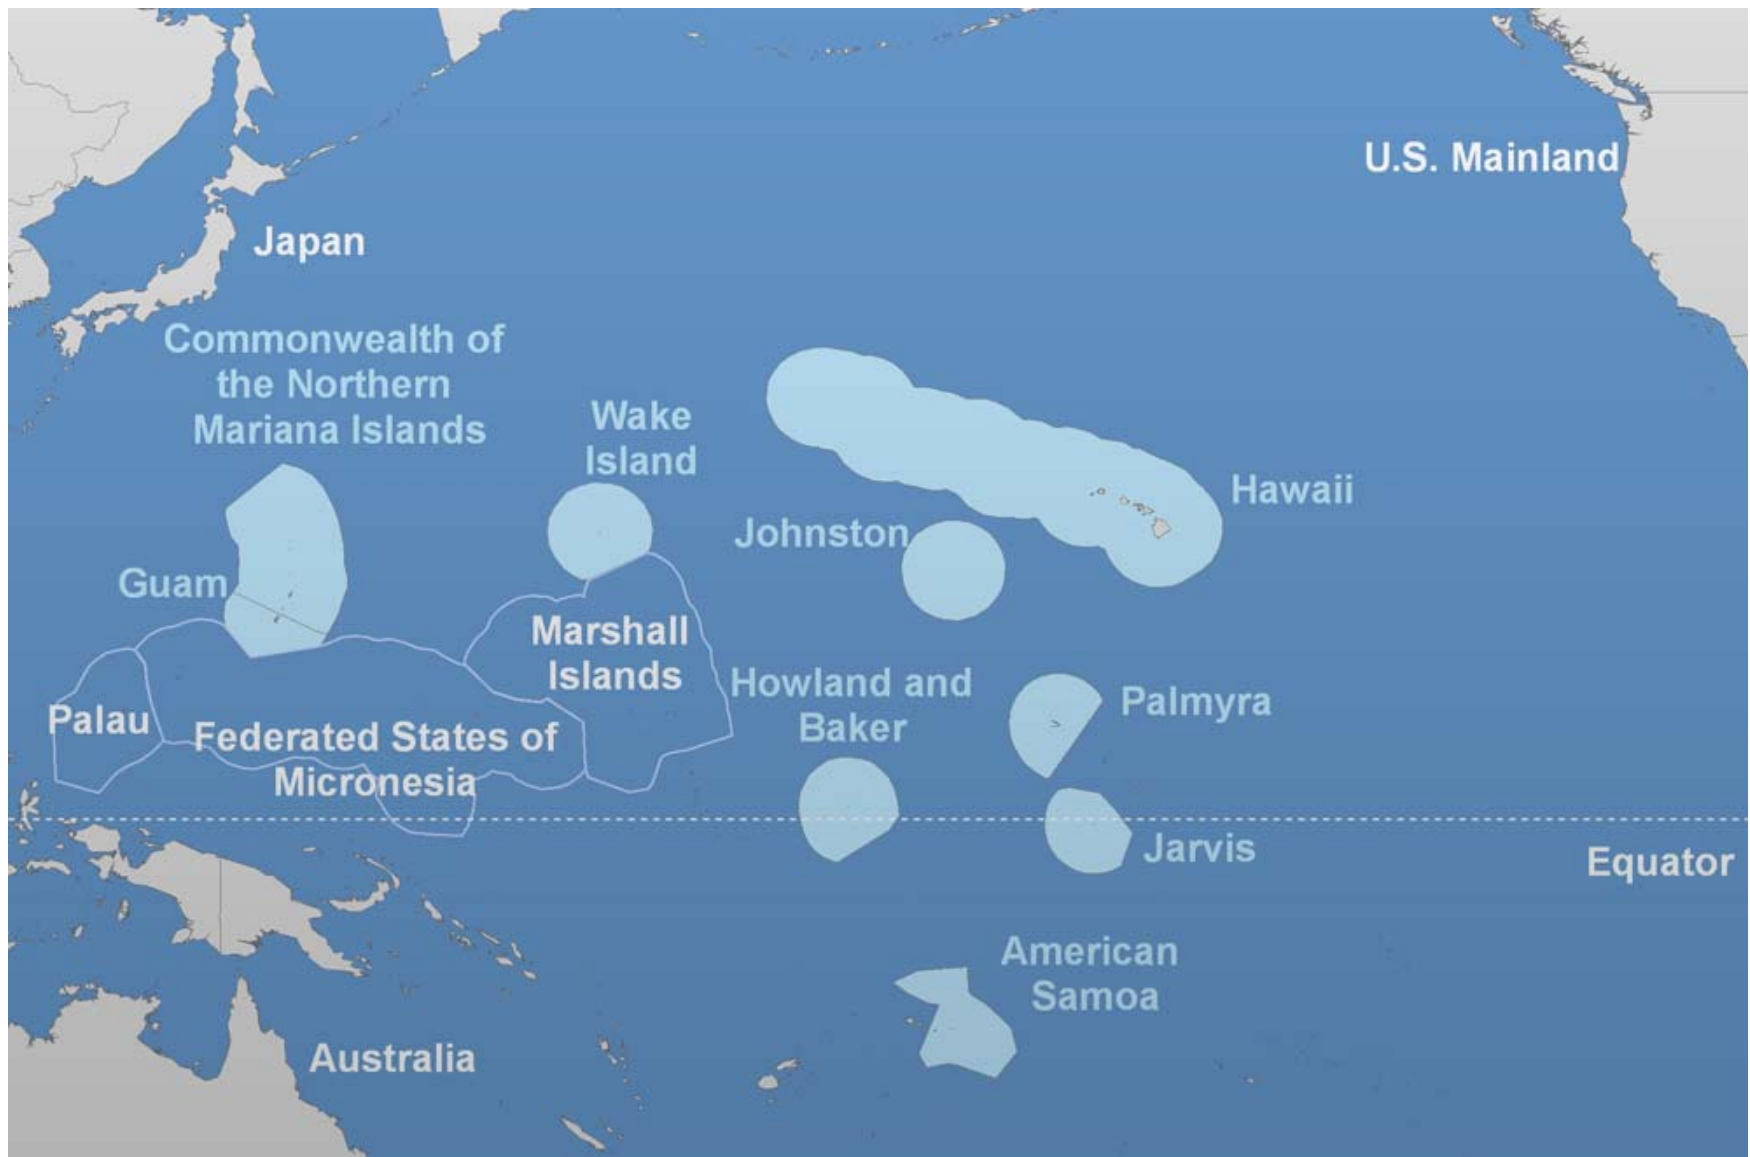 U.S. Mainland
Japan
Commonwealth of
the Northern
Mariana Islands
Wake
Island
Hawaii
Johnston
Guam
Marshall
Islands
Howland and
Baker
Palmyra
Palau
Federated States of
Micronesia
Jarvis
Equator
American
Samoa
Australia